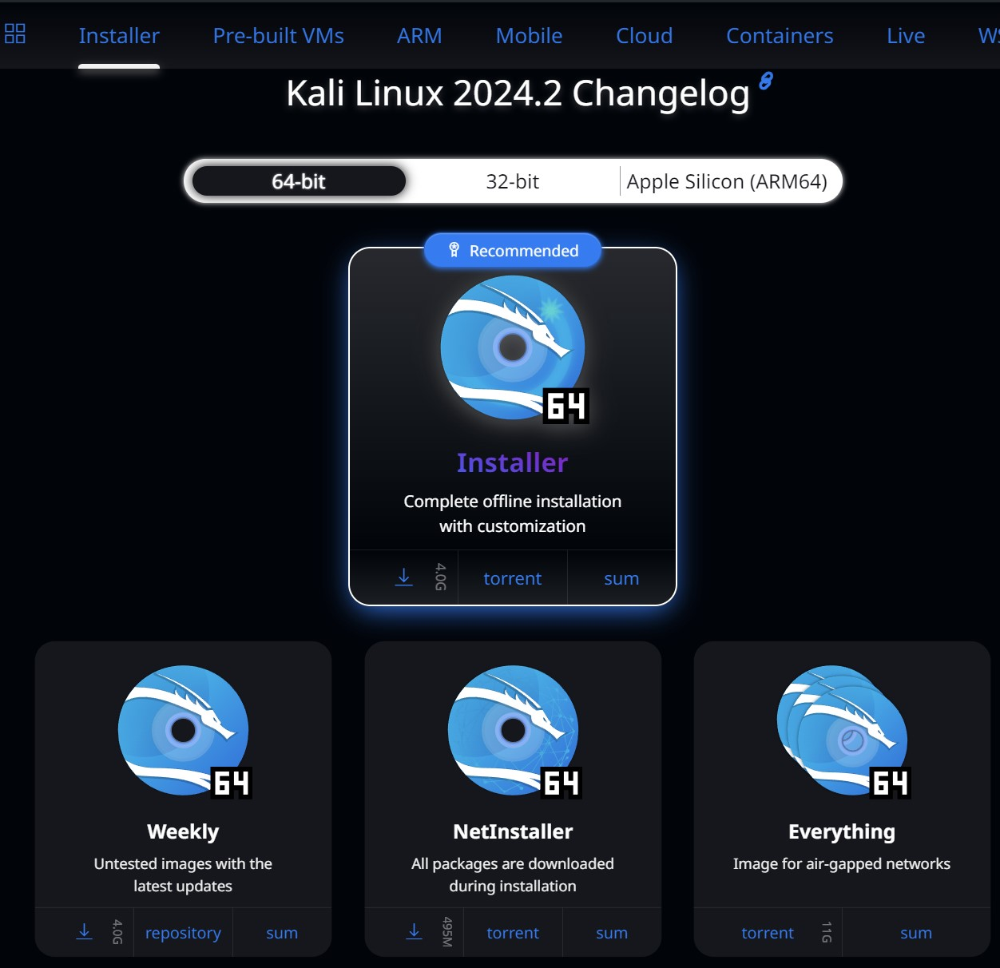 Installer
Pre-built VMs
ARM
Mobile
Cloud
Containers
Live
Kali Linux 2024.2 Changelog
64-bit
32-bit
Apple Silicon (ARM64)
Recommended
64
Installer
Complete offline installation
with customization
4.0G
torrent
sum
64
Weekly
Untested images with the
latest updates
4.0G
repository
sum
64
NetInstaller
All packages are downloaded
during installation
495M
torrent
sum
64
Everything
Image for air-gapped networks
torrent
11G
sum